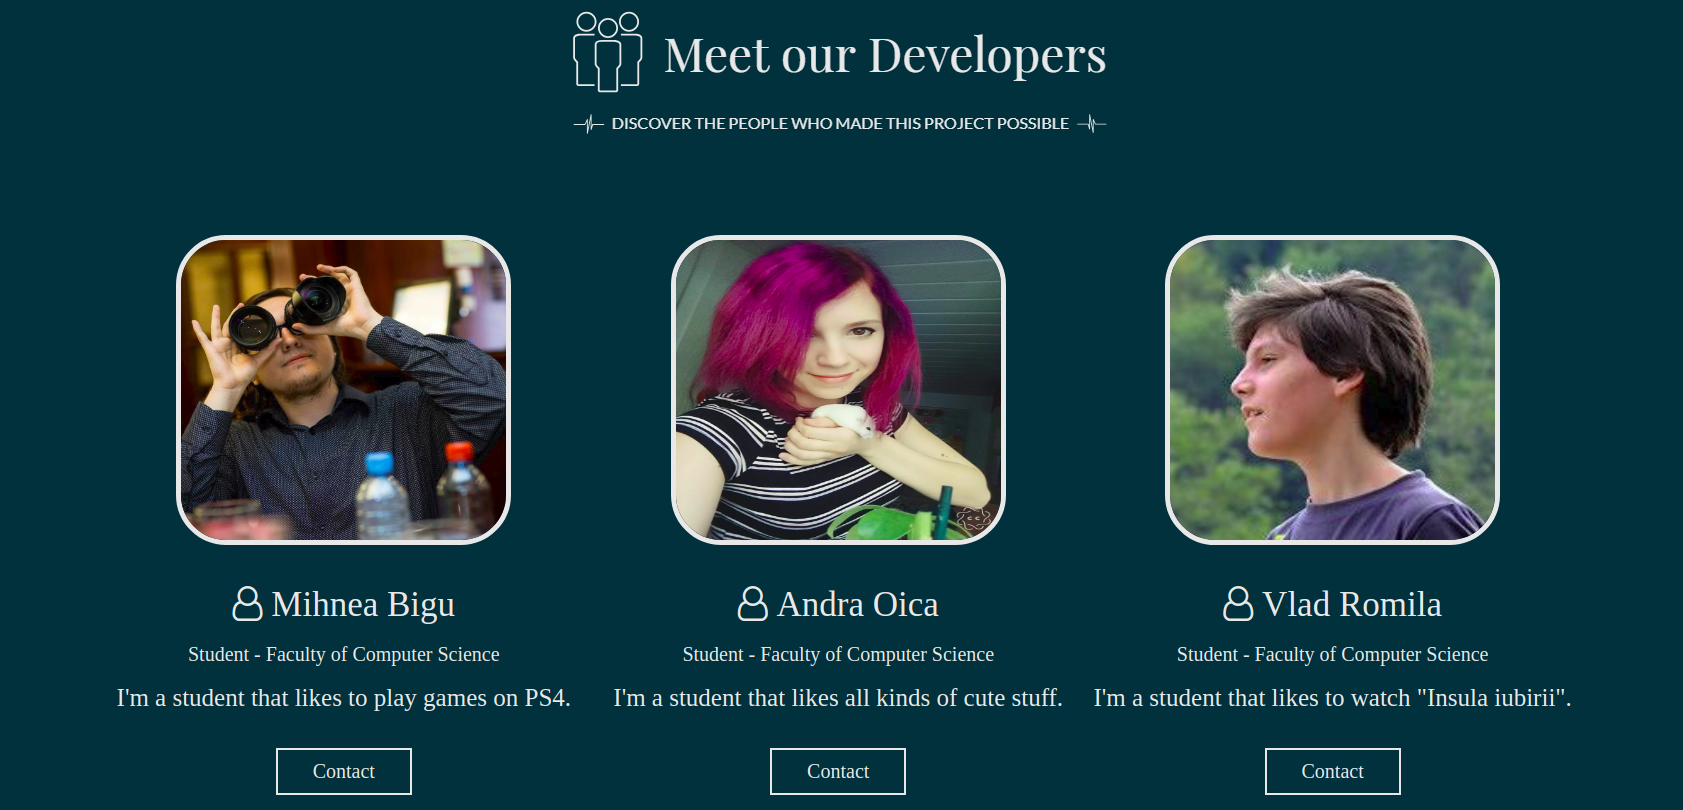 Meet our Developers
DISCOVER THE PEOPLE WHO MADE THIS PROJECT POSSIBLE
Mihnea Bigu
Student - Faculty of Computer Science
I'm a student that likes to play games on PS4.
Contact
Andra Oica
Student - Faculty of Computer Science
I'm a student that likes all kinds of cute stuff.
Contact
Vlad Romila
Student - Faculty of Computer Science
I'm a student that likes to watch "Insula iubirii".
Contact